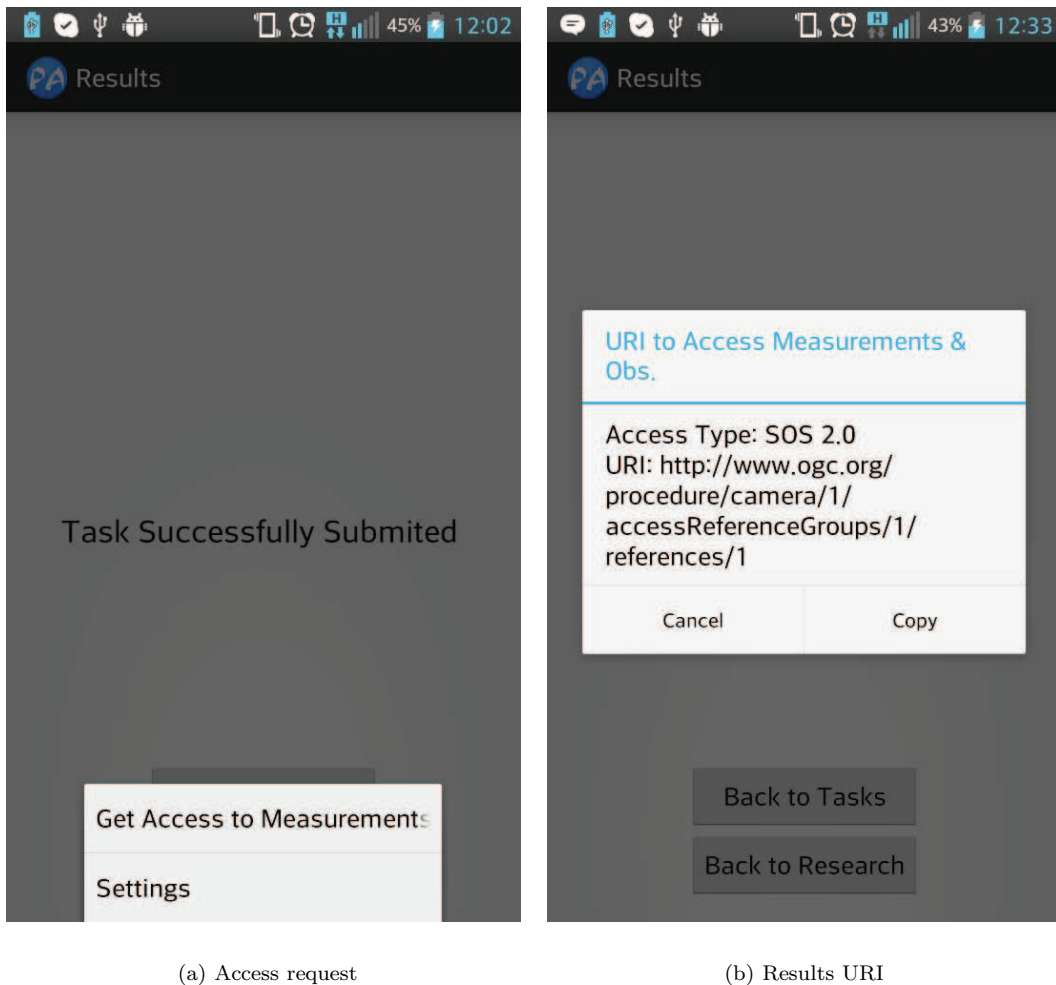 45% 12:02
PA Results
Task Successfully Submited
Get Access to Measurements
Settings
(a) Access request
H 43% 12:33
PA Results
URI to Access Measurements &
Obs.
Access Type: SOS 2.0
URI: http://www.ogc.org/
procedure/camera/1/
accessReferenceGroups/1/
references/1
Cancel Copy
Back to Tasks
Back to Research
(b) Results URI